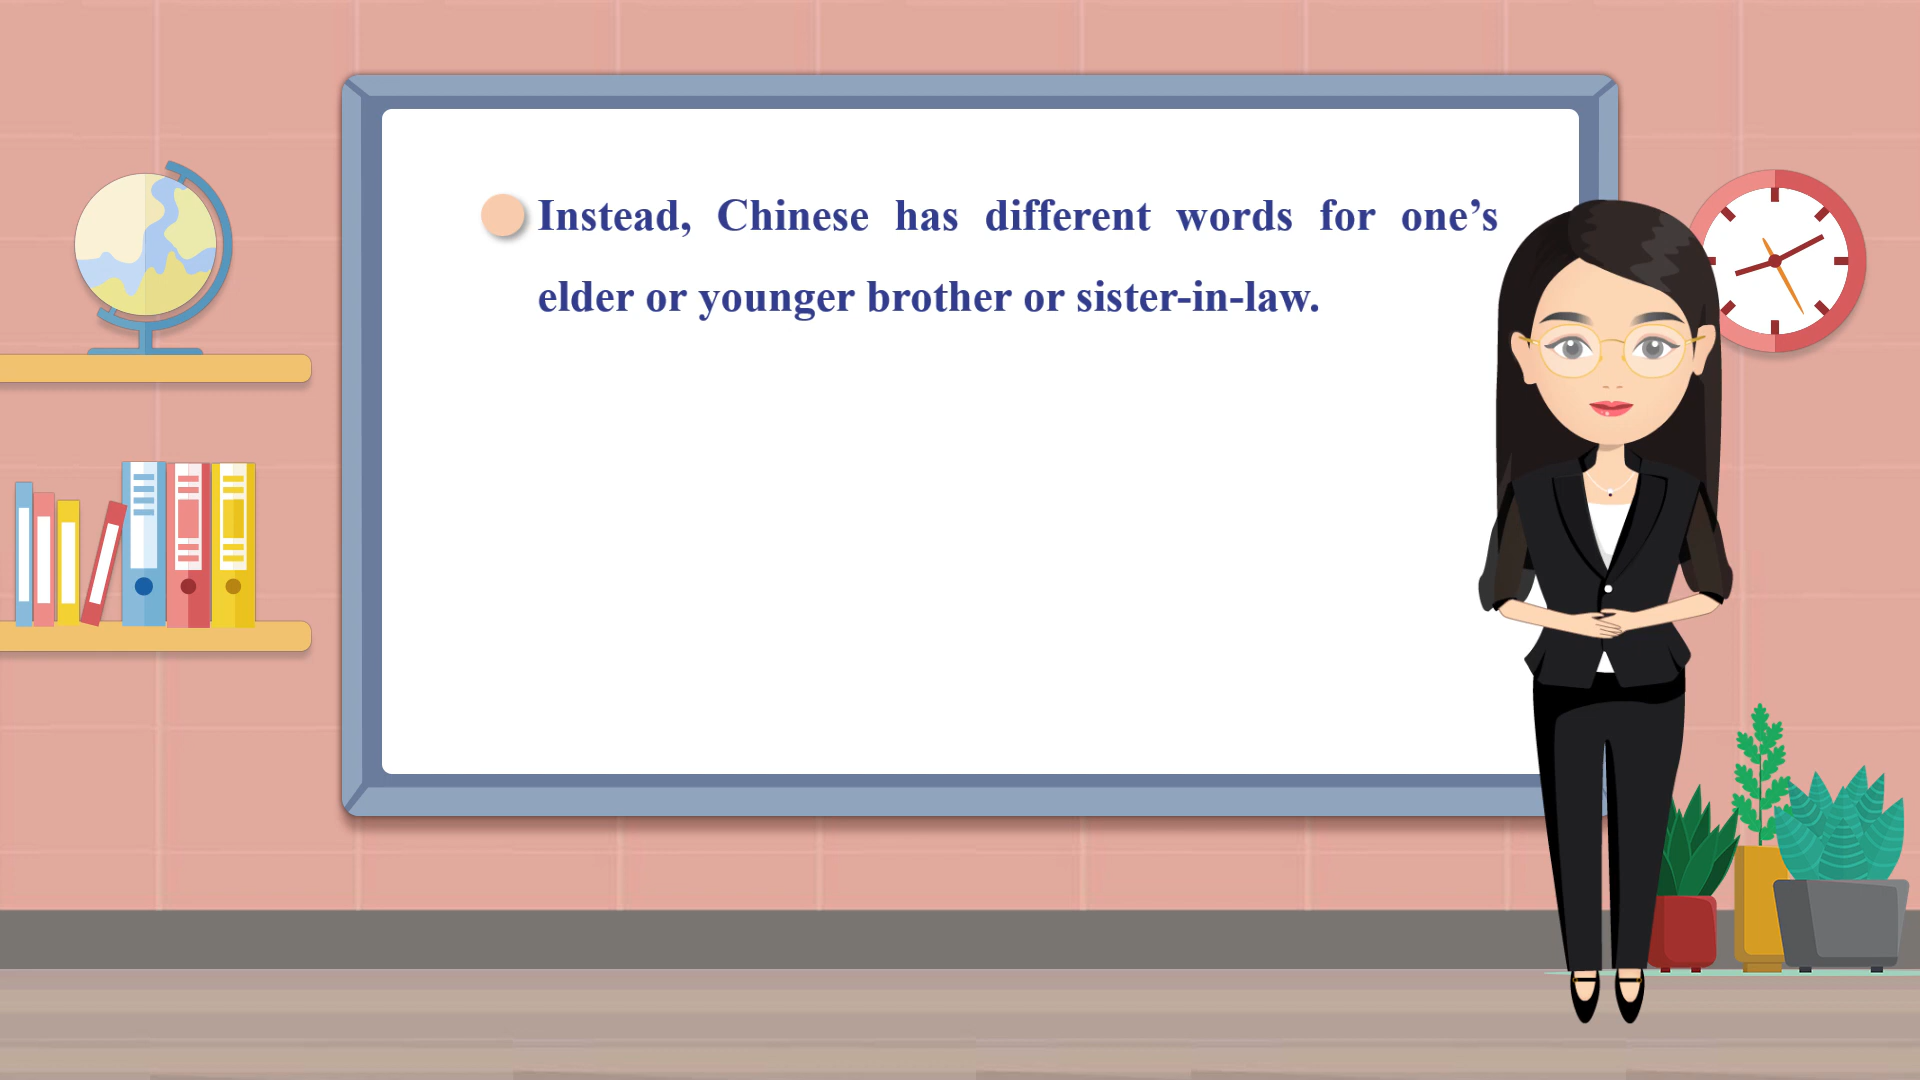 Instead, Chinese has different words for one’s
elder or younger brother or sister-in-law.